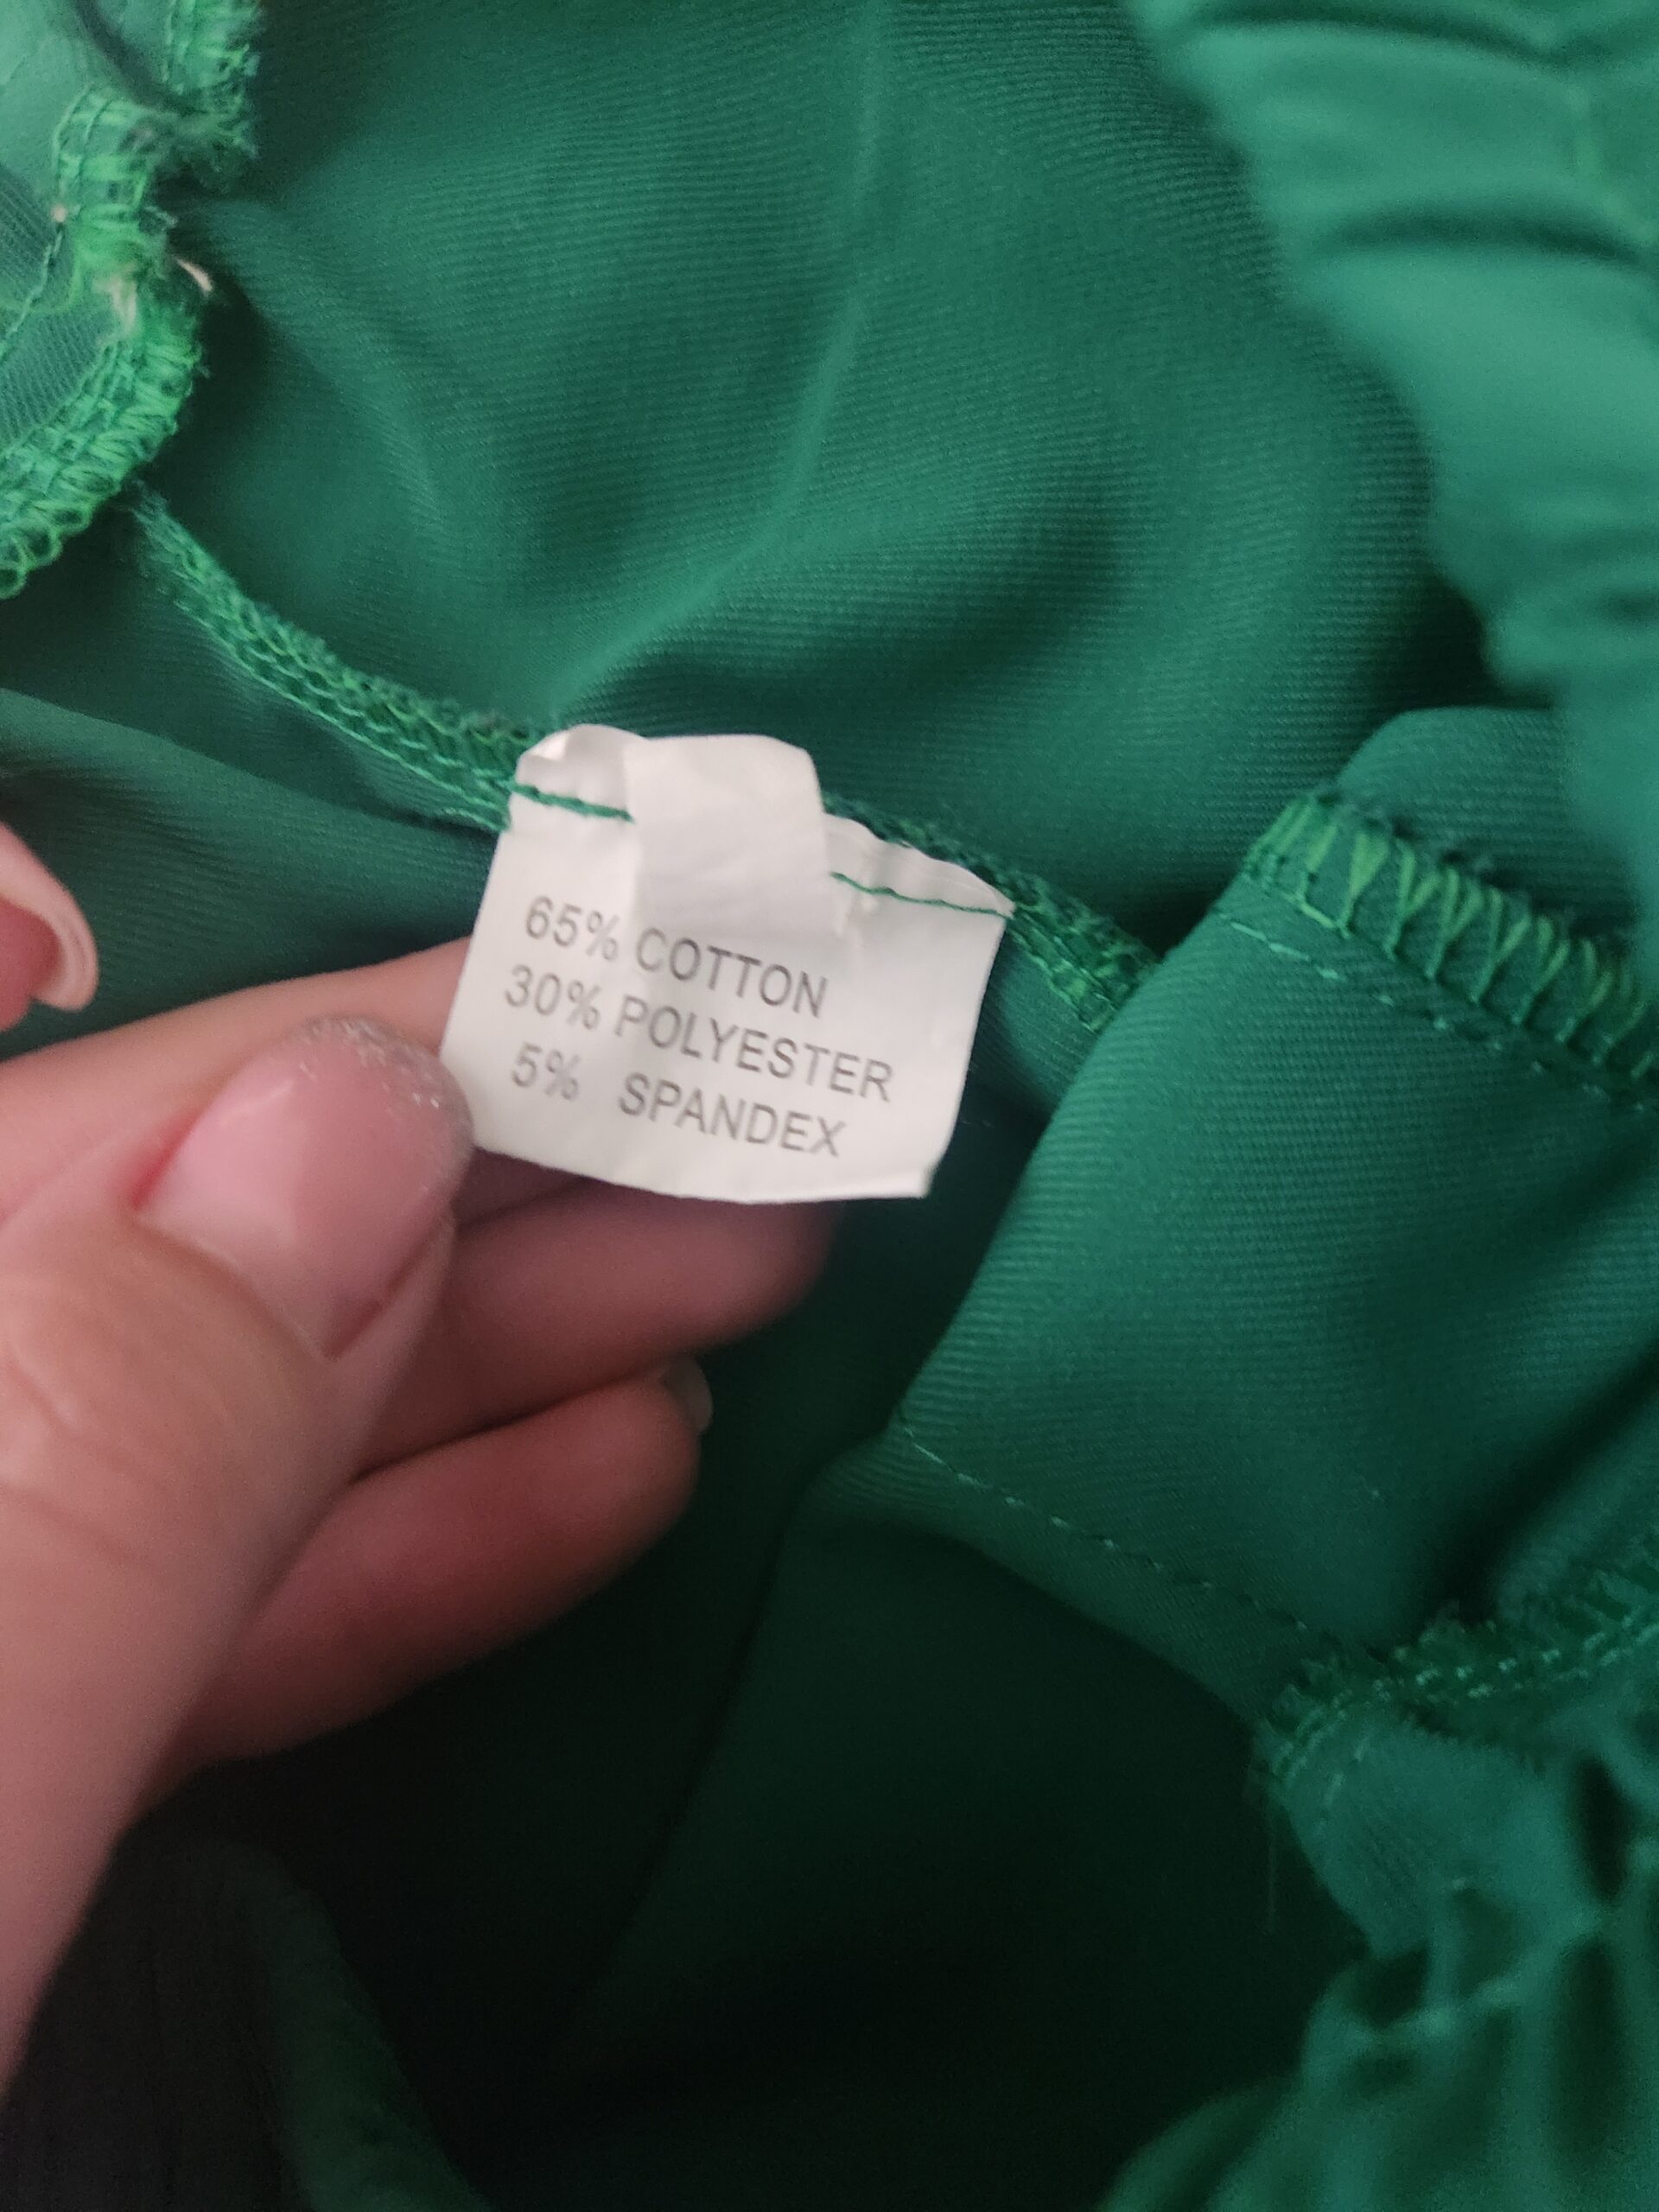 65% COTTON
30% POLYESTER
5% SPANDEX